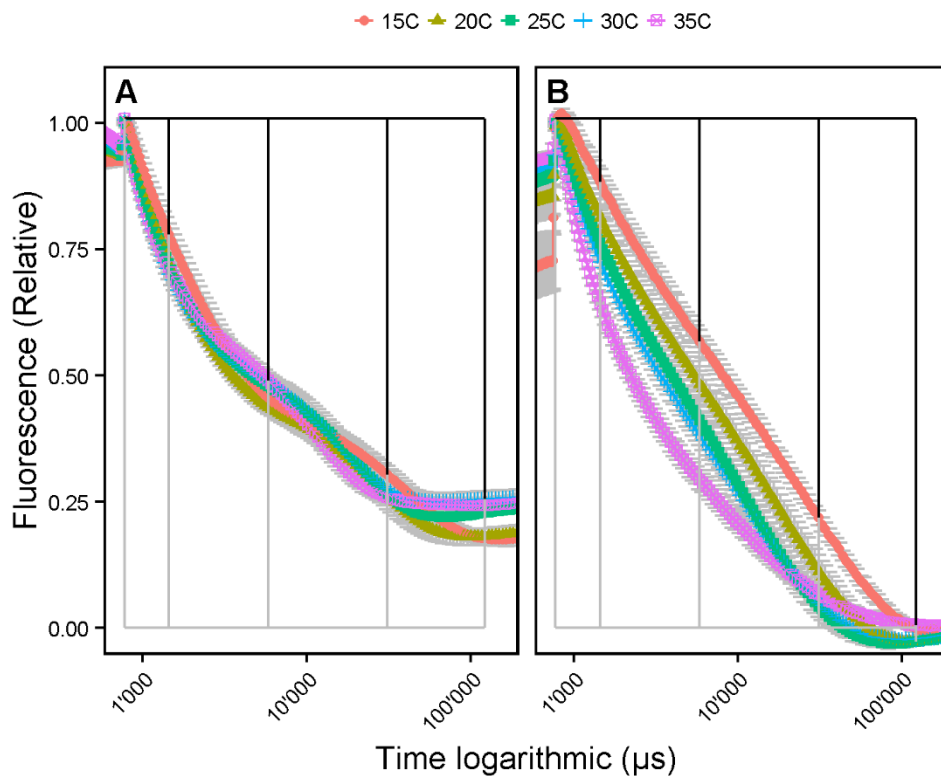 15C 20C 25C 30C 35C
A B
1.00
0.75
0.50
0.25
0.00
Fluorescence (Relative)
1'000 10'000 100'000 1'000 10'000 100'000
Time logarithmic (µs)